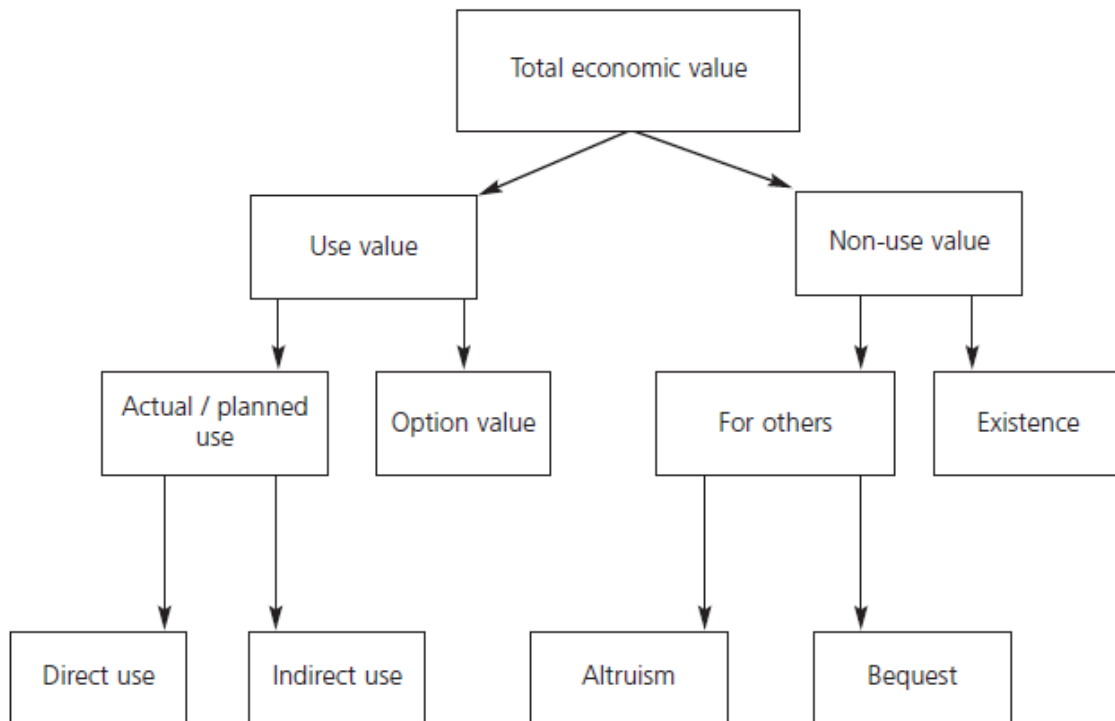 Total economic value
Use value
Non-use value
Actual / planned
use
Option value
For others
Existence
Direct use
Indirect use
Altruism
Bequest